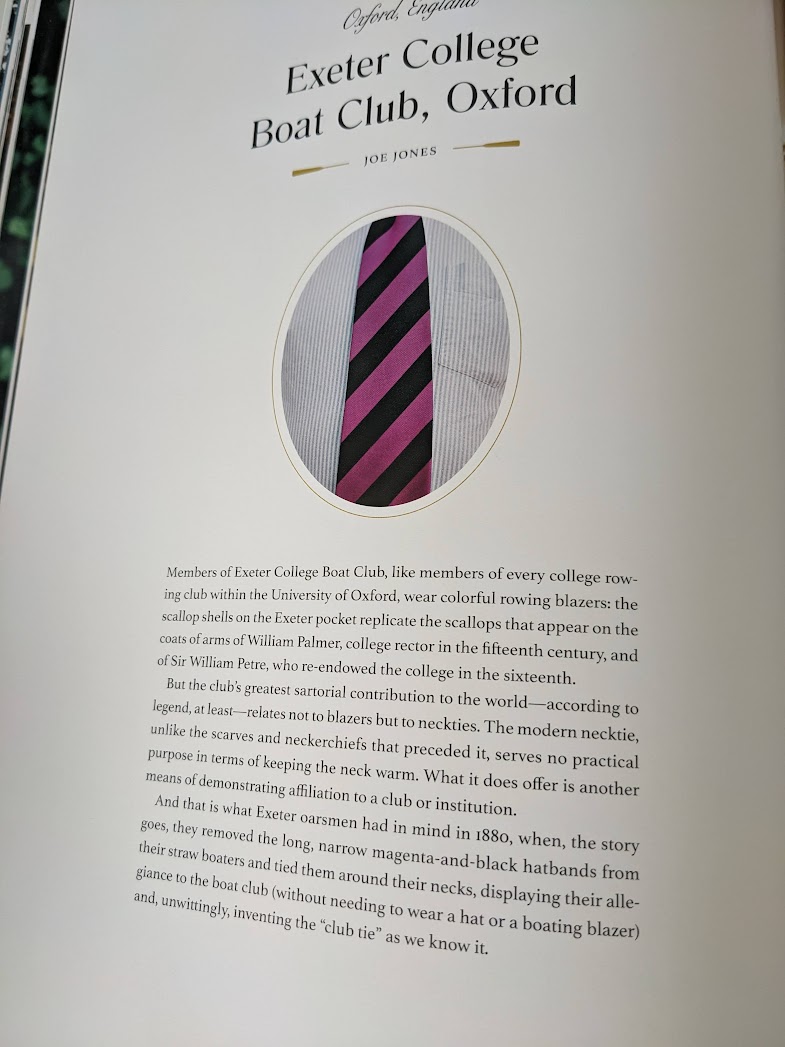 Oxford, England
Exeter College
Boat Club, Oxford
JOE JONES
Members of Exeter College Boat Club, like members of every college row-
ing club within the University of Oxford, wear colorful rowing blazers: the
scallop shells on the Exeter pocket replicate the scallops that appear on the
coats of arms of William Palmer, college rector in the fifteenth century, and
of Sir William Petre, who re-endowed the college in the sixteenth.
But the club's greatest sartorial contribution to the world—according to
legend, at least—relates not to blazers but to neckties. The modern necktie,
unlike the scarves and neckerchiefs that preceded it, serves no practical
purpose in terms of keeping the neck warm. What it does offer is another
means of demonstrating affiliation to a club or institution.
And that is what Exeter oarsmen had in mind in 1880, when, the story
goes, they removed the long, narrow magenta-and-black hatbands from
their straw boaters and tied them around their necks, displaying their alle-
giance to the boat club (without needing to wear a hat or a boating blazer)
and, unwittingly, inventing the “club tie” as we know it.